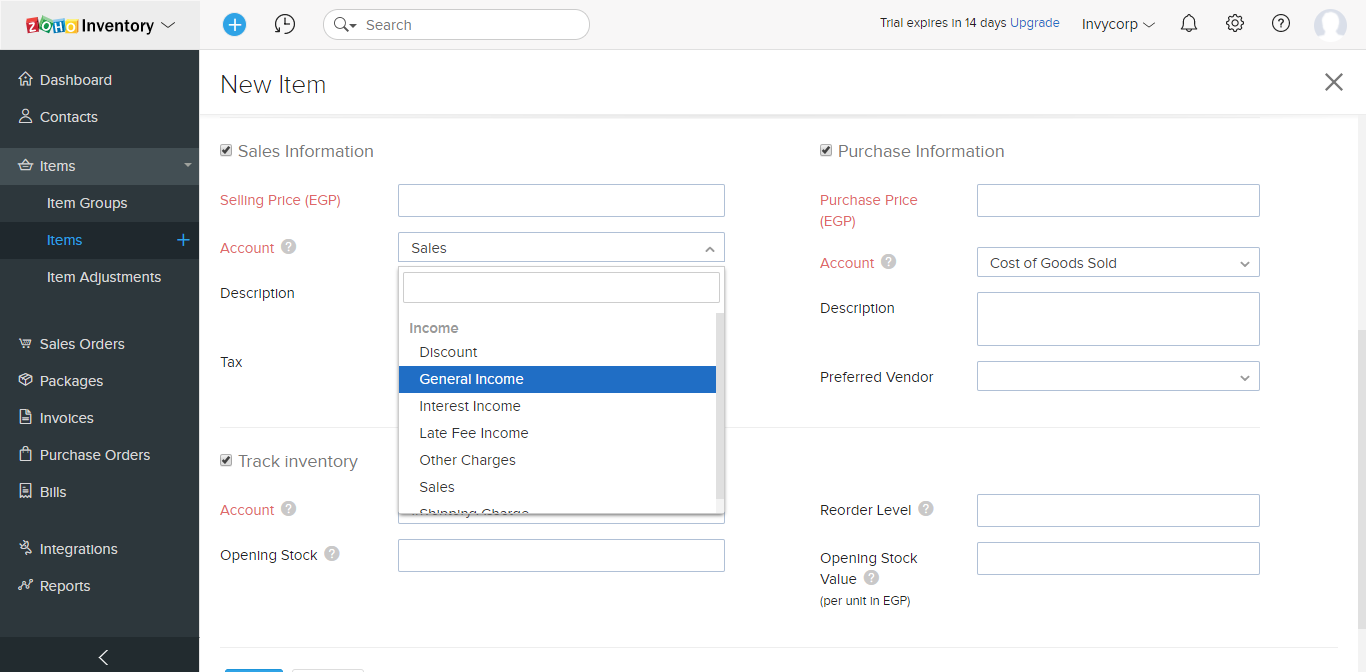 ZOHO Inventory
Search
Trial expires in 14 days Upgrade
Invycorp
Dashboard
Contacts
Items
Item Groups
Items
Item Adjustments
Sales Orders
Packages
Invoices
Purchase Orders
Bills
Integrations
Reports
New Item
Sales Information
Selling Price (EGP)
Account
Sales
Description
Tax
Income
Discount
General Income
Interest Income
Late Fee Income
Other Charges
Sales
Shipping Charge
Purchase Information
Purchase Price
(EGP)
Account
Cost of Goods Sold
Description
Preferred Vendor
Track inventory
Account
Opening Stock
Reorder Level
Opening Stock
Value
(per unit in EGP)